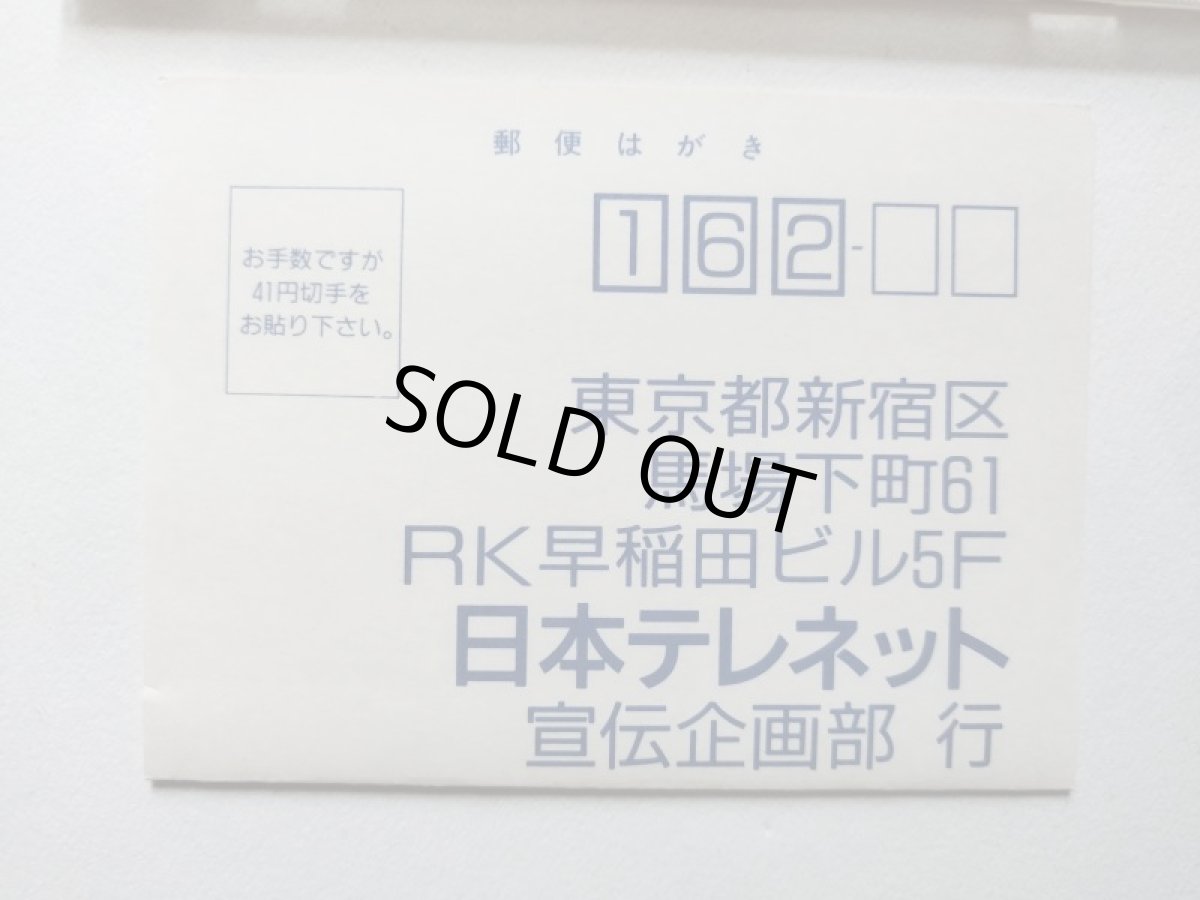 郵便はがき
162-
お手数ですが
41円切手を
お貼り下さい。
東京都新宿区
馬場下町61
RK早稲田ビル5F
日本テレネット
宣伝企画部 行
SOLD OUT